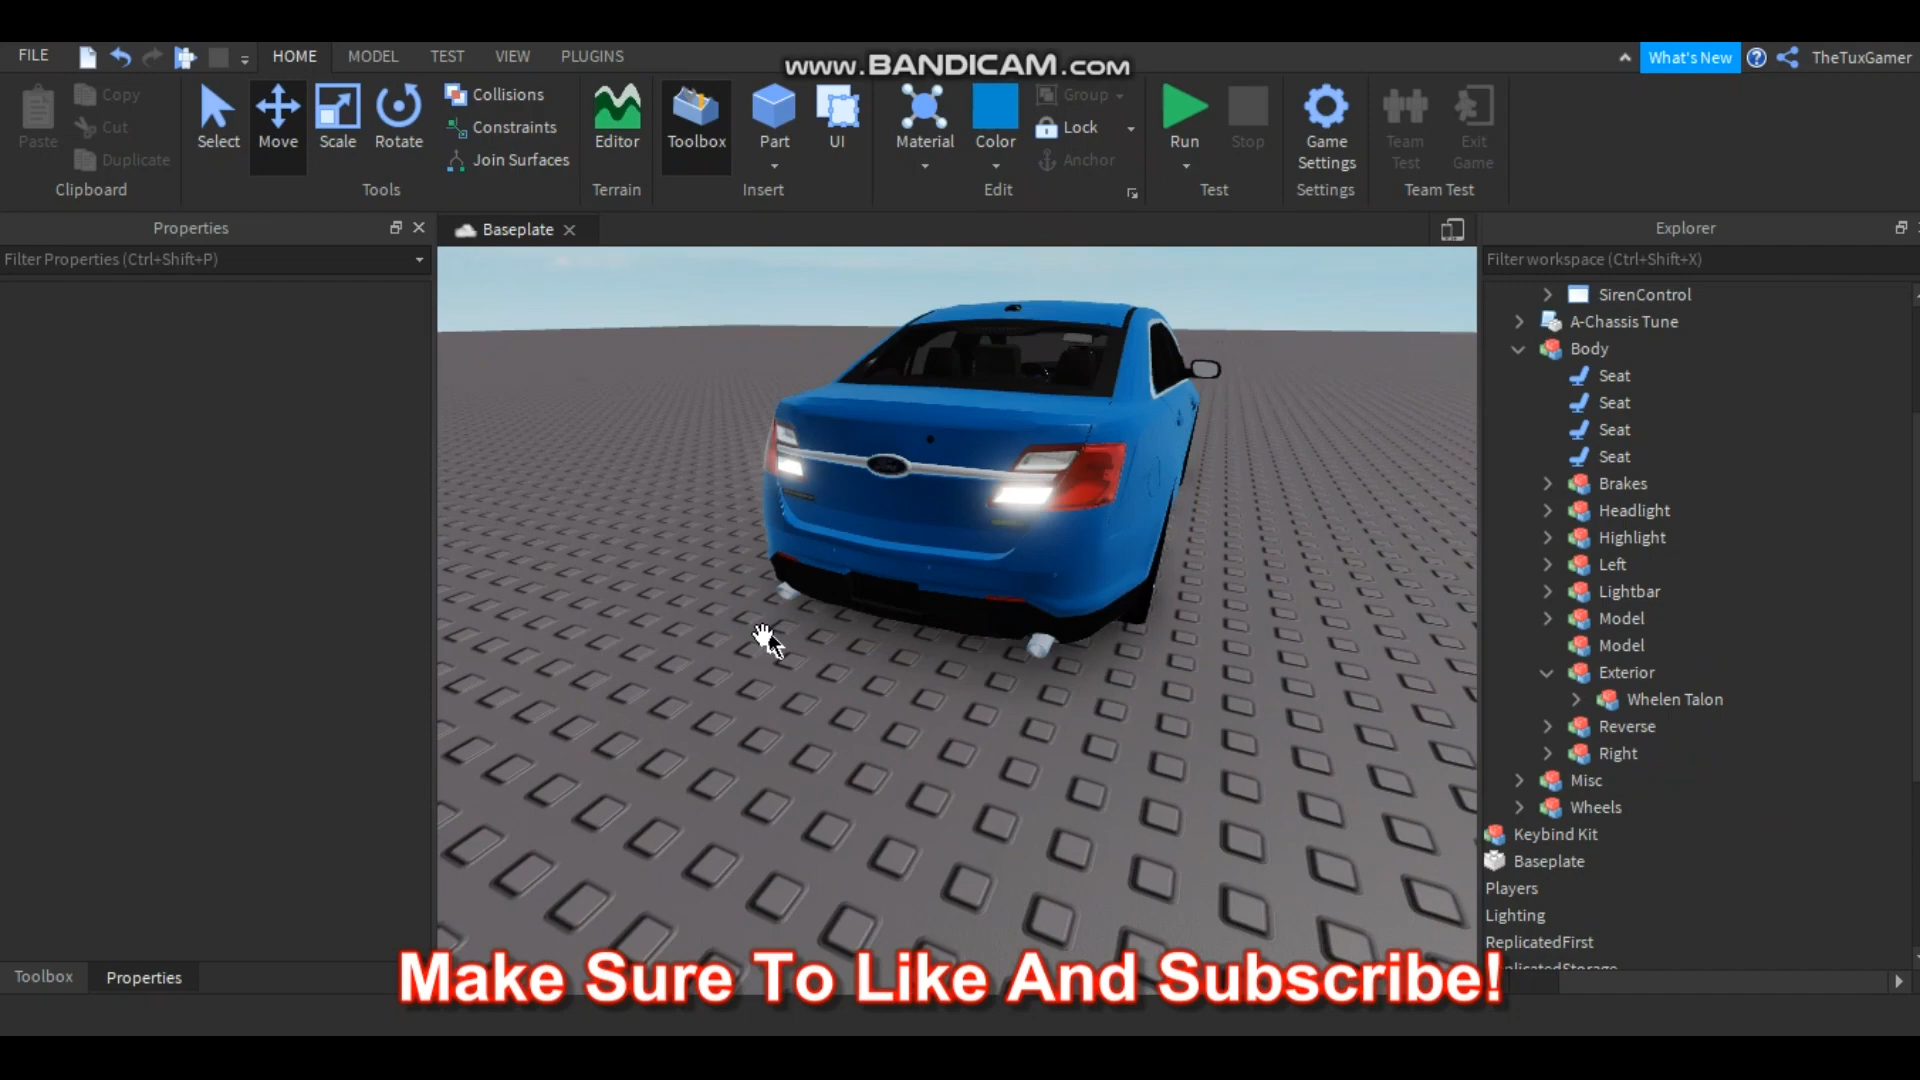 FILE HOME MODEL TEST VIEW PLUGINS www.BANDICAM.com What's New TheTuxGamer
Paste Copy Cut Duplicate
Clipboard
Select Move Scale Rotate
Collisions
Constraints
Join Surfaces
Tools
Editor
Terrain
Toolbox Part UI
Insert
Material Color
Group
Lock
Anchor
Edit
Run Stop
Test
Game Settings
Settings
Team Test Exit Game
Team Test
Properties
Filter Properties (Ctrl+Shift+P)
Baseplate
Explorer
Filter workspace (Ctrl+Shift+X)
SirenControl
A-Chassis Tune
Body
Seat
Seat
Seat
Seat
Brakes
Headlight
Highlight
Left
Lightbar
Model
Model
Exterior
Whelen Talon
Reverse
Right
Misc
Wheels
Keybind Kit
Baseplate
Players
Lighting
ReplicatedFirst
Toolbox Properties
Make Sure To Like And Subscribe!